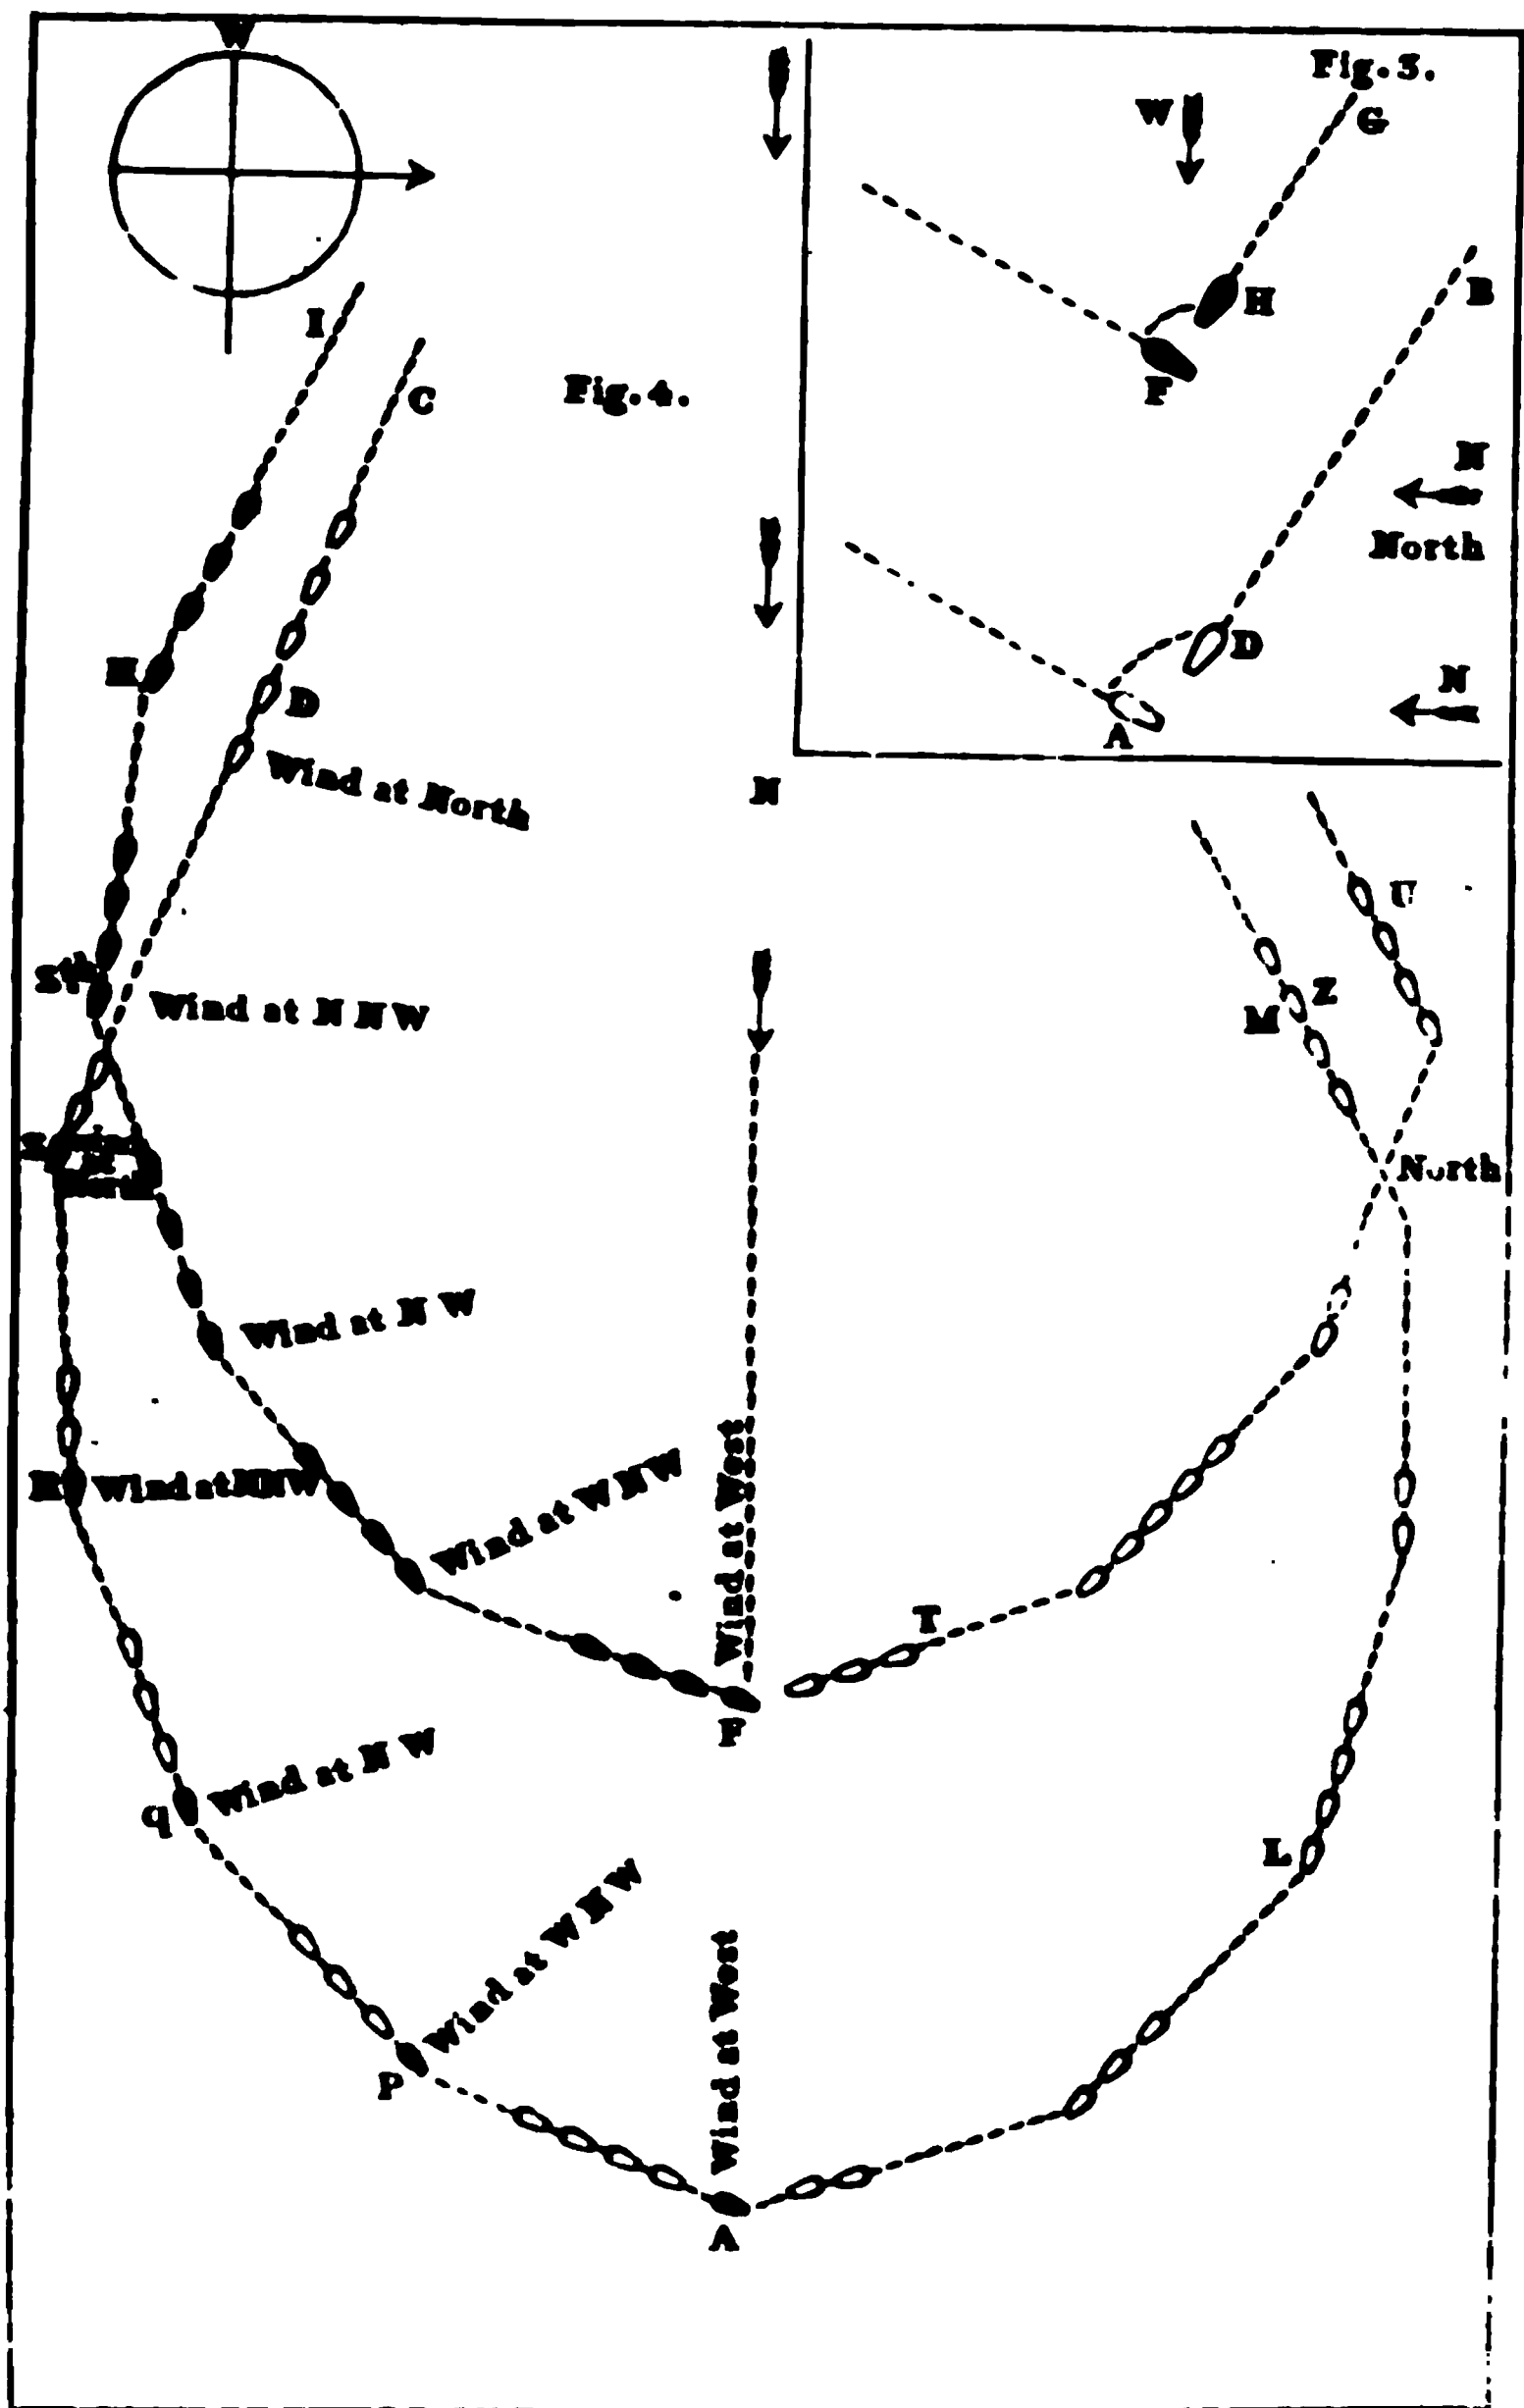 W
Fig. 3.
W
G
I
C
Fig. 4.
H
B
F
N
North
D
H
D
N
A
Wind at North
N
U
Z
M
Wind at N N W
North
Wind at N W
Wind at West
Wind at W N W
Wind at NNW
T
F
Wind at N W
q
L
Wind at W N W
Wind at West
P
A